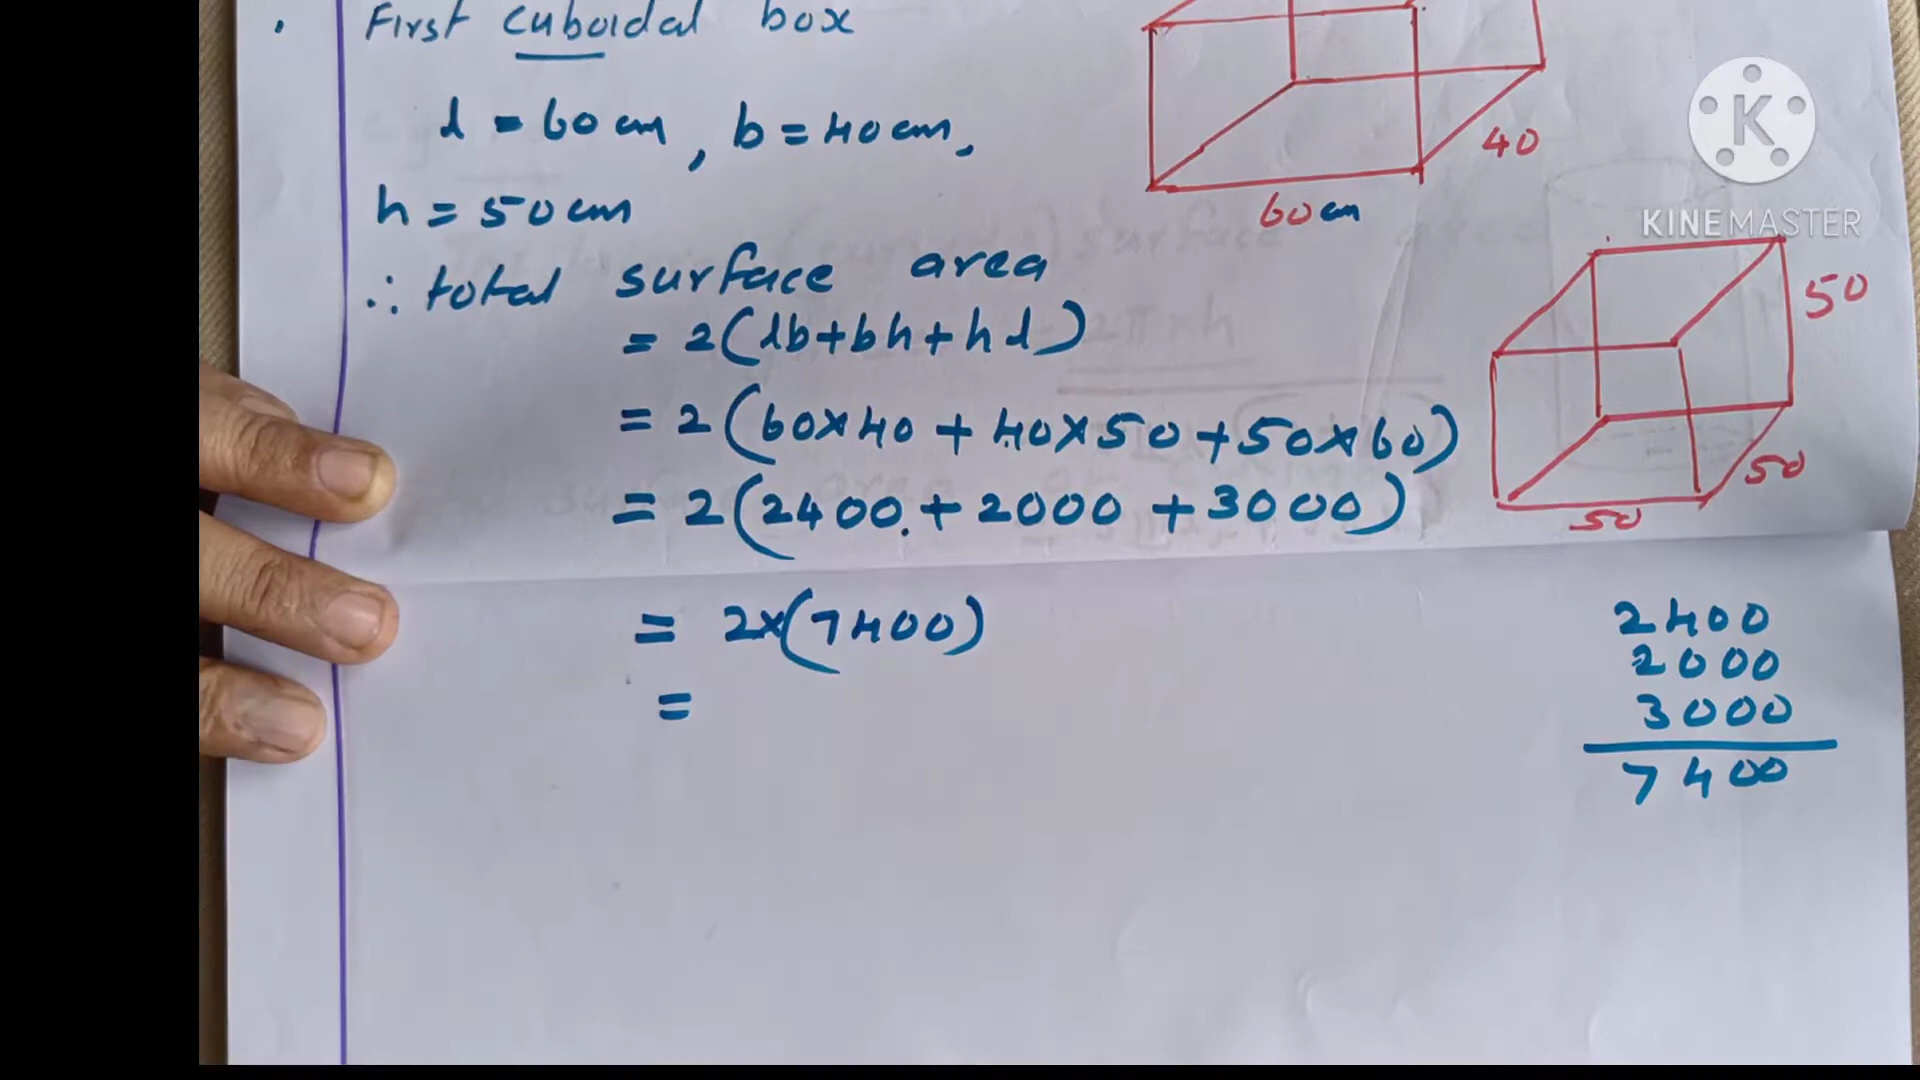 First cuboidal box
l = 60 cm, b = 40 cm,
h = 50 cm
∴ total surface area
= 2(lb+bh+hl)
= 2(60×40 + 40×50 + 50×60)
= 2(2400 + 2000 + 3000)
= 2×(7400)
=
40
60 cm
K
KINEMASTER
50
50
50
2400
2000
3000
7400